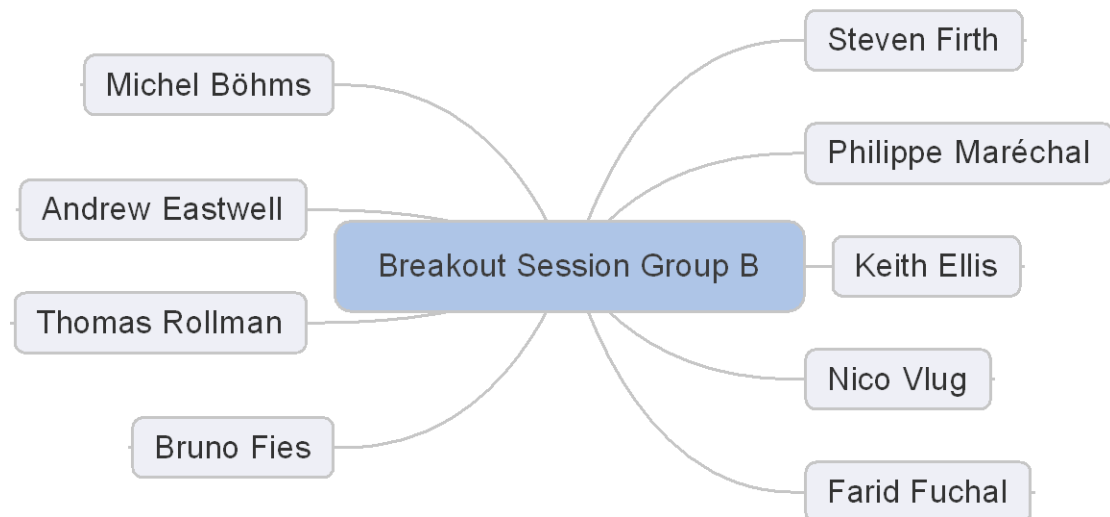 Michel Böhms
Andrew Eastwell
Thomas Rollman
Bruno Fies
Breakout Session Group B
Steven Firth
Philippe Maréchal
Keith Ellis
Nico Vlug
Farid Fuchal